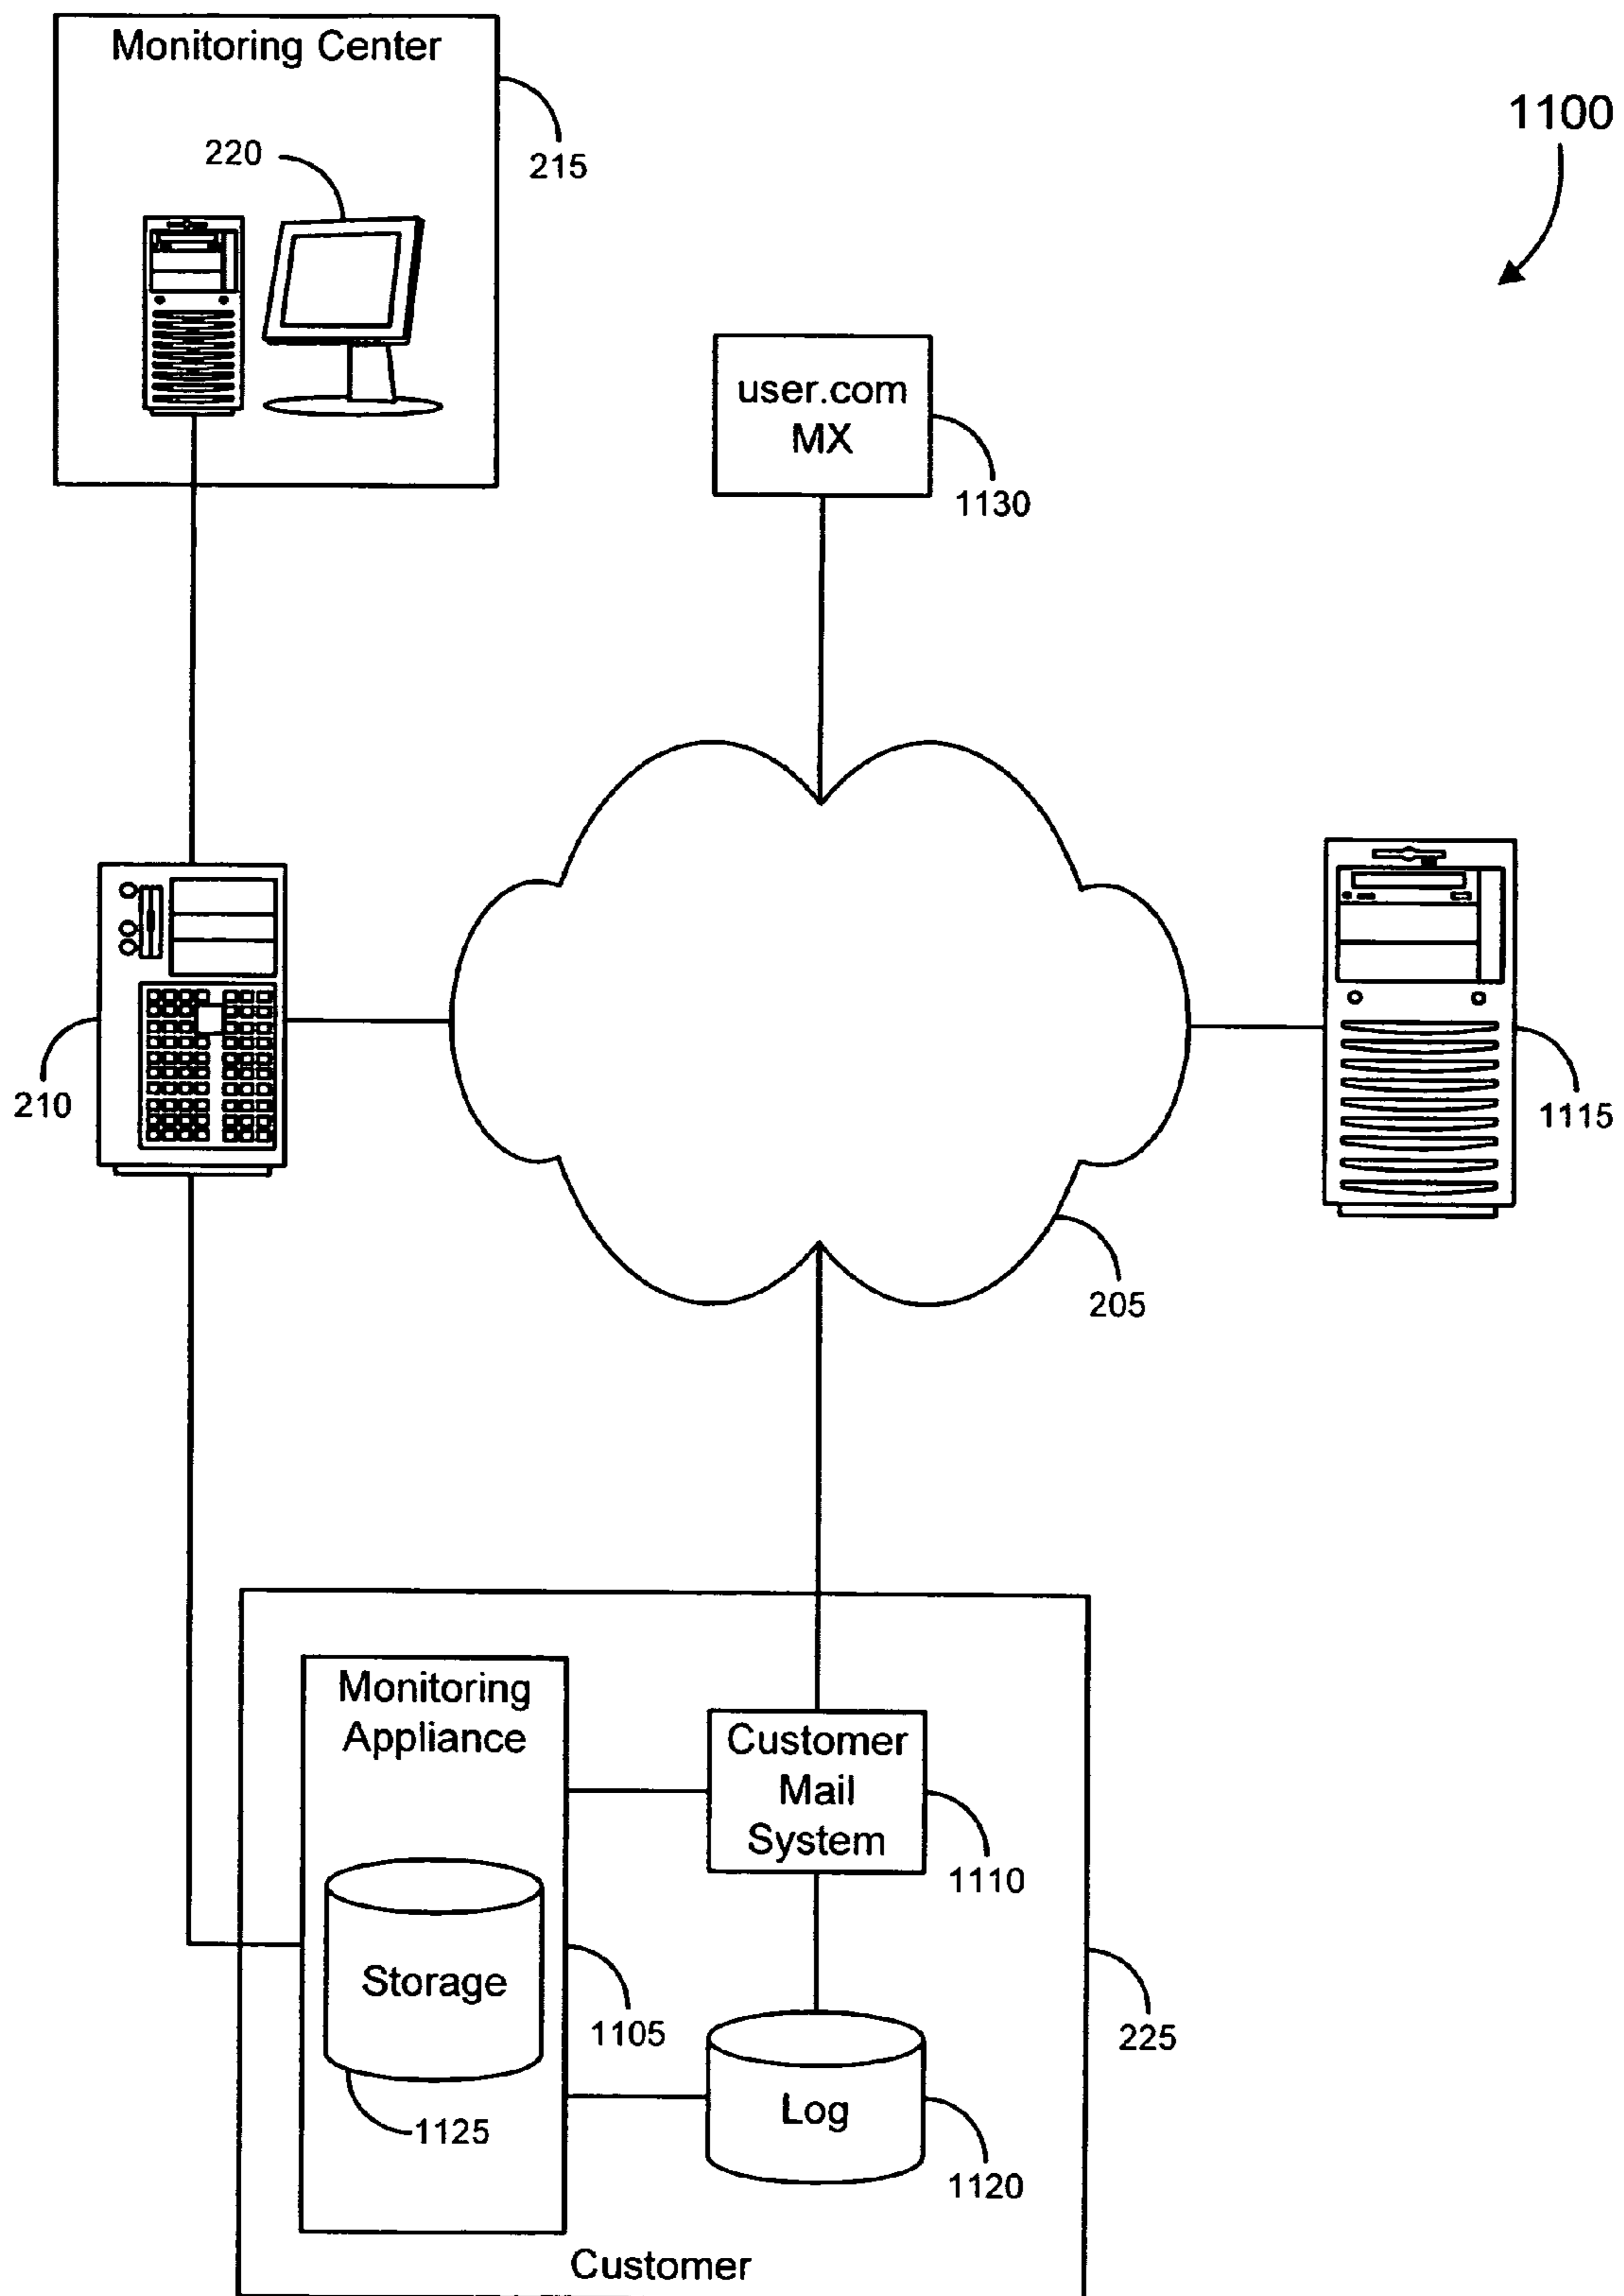 Monitoring Center
215
220
1100
user.com
MX
1130
210
1115
205
Monitoring
Appliance
Customer
Mail
System
1110
Storage
1105
225
1125
Log
1120
Customer